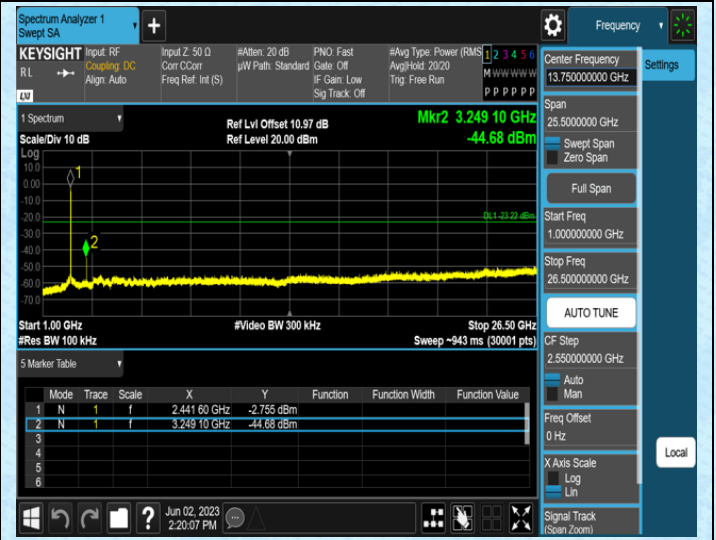 Spectrum Analyzer 1
Swept SA
Frequency
KEYSIGHT
RL
LXI
Input: RF
Coupling: DC
Align: Auto
Input Z: 50 Ω
Corr CCorr
Freq Ref: Int (S)
#Atten: 20 dB
µW Path: Standard
PNO: Fast
Gate: Off
IF Gain: Low
Sig Track: Off
#Avg Type: Power (RMS
Avg|Hold: 20/20
Trig: Free Run
1 2 3 4 5 6
M W W W W W
P P P P P P
1 Spectrum
Scale/Div 10 dB
Ref Lvl Offset 10.97 dB
Ref Level 20.00 dBm
Mkr2 3.249 10 GHz
-44.68 dBm
Log
10.0
0.00
-10.0
-20.0
-30.0
-40.0
-50.0
-60.0
-70.0
1
2
DL1 -23.22 dBm
Start 1.00 GHz
#Res BW 100 kHz
#Video BW 300 kHz
Stop 26.50 GHz
Sweep ~943 ms (30001 pts)
5 Marker Table
Mode Trace Scale X Y Function Function Width Function Value
1 N 1 f 2.441 60 GHz -2.755 dBm
2 N 1 f 3.249 10 GHz -44.68 dBm
3
4
5
6
Jun 02, 2023
2:20:07 PM
Center Frequency
13.750000000 GHz
Settings
Span
25.5000000 GHz
Swept Span
Zero Span
Full Span
Start Freq
1.000000000 GHz
Stop Freq
26.500000000 GHz
AUTO TUNE
CF Step
2.550000000 GHz
Auto
Man
Freq Offset
0 Hz
X Axis Scale
Log
Lin
Local
Signal Track
(Span Zoom)